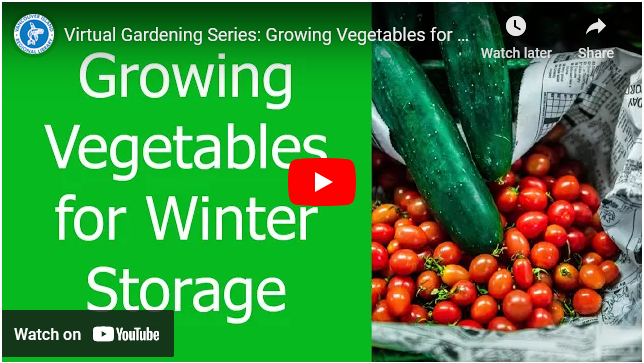 Virtual Gardening Series: Growing Vegetables for ...
Watch later
Share
Growing
Vegetables
for Winter
Storage
Watch on YouTube